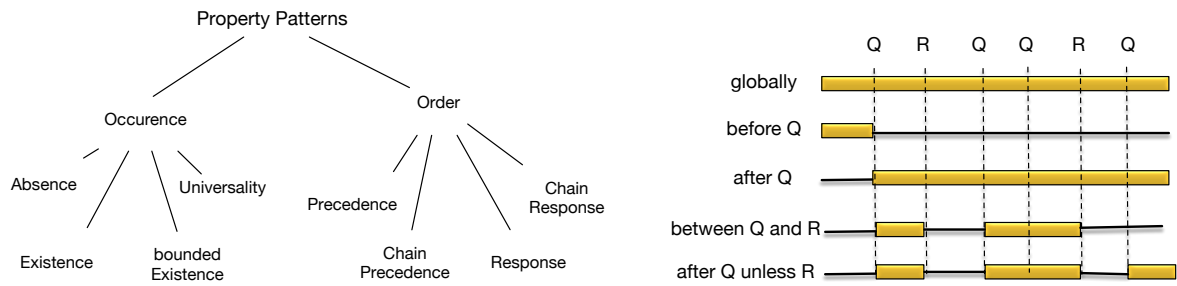 Property Patterns
Occurence
Order
Absence
Universality
Existence
bounded
Existence
Precedence
Chain
Precedence
Response
Chain
Response
Q R Q Q R Q
globally
before Q
after Q
between Q and R
after Q unless R